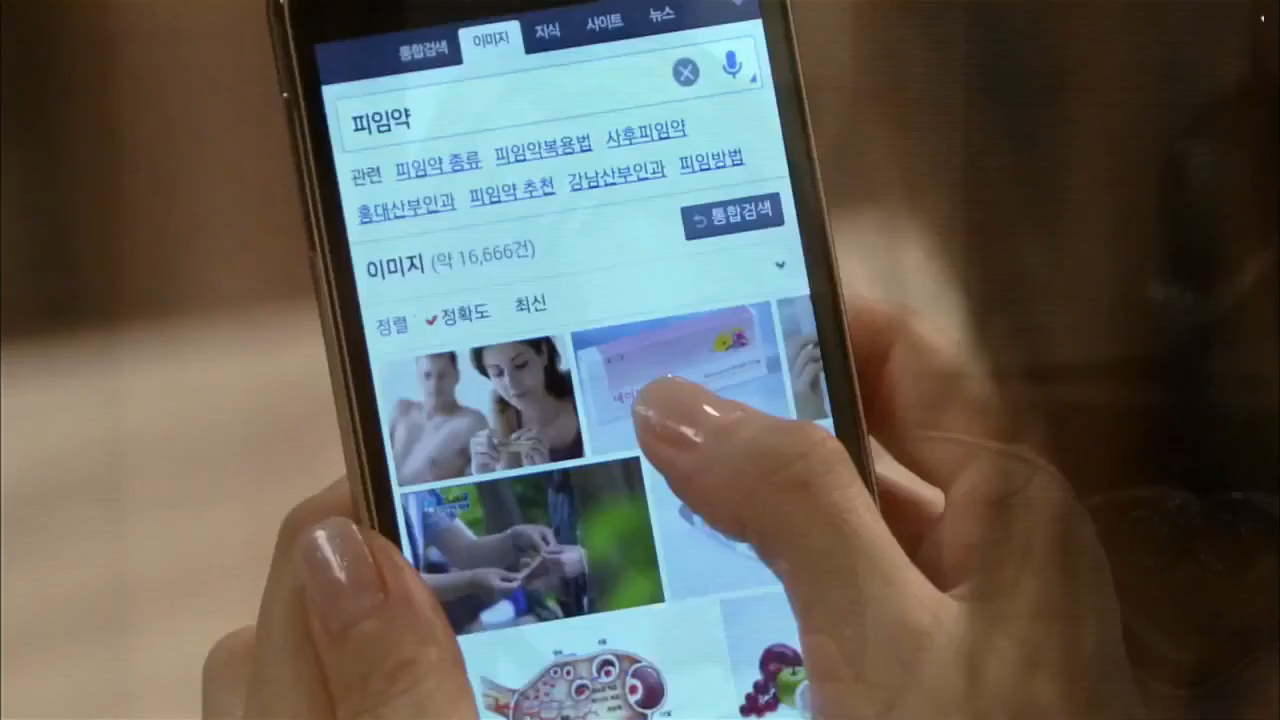 통합검색 이미지 지식 사이트 뉴스
피임약
관련 피임약 종류 피임약복용법 사후피임약
홍대산부인과 피임약 추천 강남산부인과 피임방법
통합검색
이미지 (약 16,666건)
정렬 정확도 최신